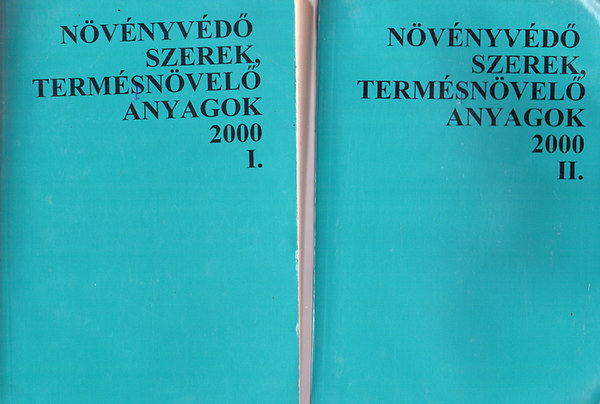 NÖVÉNYVÉDŐ
SZEREK,
TERMÉSNÖVELŐ
ANYAGOK
2000
I.
NÖVÉNYVÉDŐ
SZEREK,
TERMÉSNÖVELŐ
ANYAGOK
2000
II.